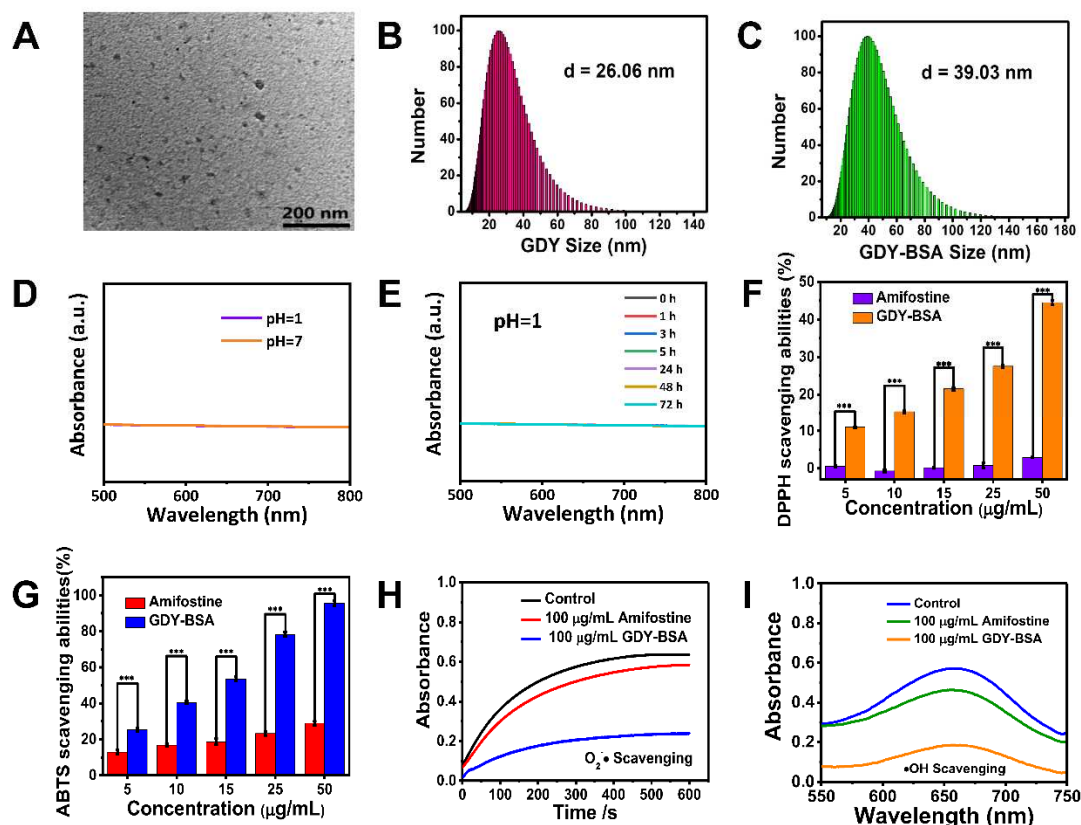 A
200 nm
B
d = 26.06 nm
Number
100
80
60
40
20
0
20 40 60 80 100 120 140
GDY Size (nm)
C
d = 39.03 nm
Number
100
80
60
40
20
0
20 40 60 80 100 120 140 160 180
GDY-BSA Size (nm)
D
pH=1
pH=7
Absorbance (a.u.)
500 600 700 800
Wavelength (nm)
E
pH=1
0 h
1 h
3 h
5 h
24 h
48 h
72 h
Absorbance (a.u.)
500 600 700 800
Wavelength (nm)
F
Amifostine
GDY-BSA
DPPH scavenging abilities (%)
50
40
30
20
10
0
*** *** *** *** ***
5 10 15 25 50
Concentration (μg/mL)
G
Amifostine
GDY-BSA
ABTS scavenging abilities(%)
100
80
60
40
20
0
*** *** *** *** ***
5 10 15 25 50
Concentration (μg/mL)
H
Control
100 μg/mL Amifostine
100 μg/mL GDY-BSA
Absorbance
1.0
0.8
0.6
0.4
0.2
0.0
O₂⁻• Scavenging
0 100 200 300 400 500 600
Time /s
I
Control
100 μg/mL Amifostine
100 μg/mL GDY-BSA
Absorbance
1.0
0.8
0.6
0.4
0.2
0.0
•OH Scavenging
550 600 650 700 750
Wavelength (nm)